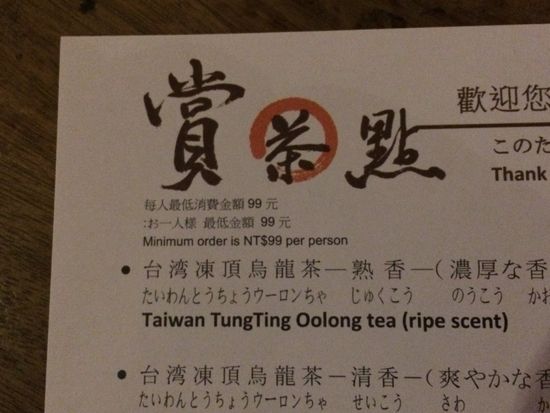 賞茶點
歡迎您
このた
Thank
每人最低消費金額 99 元
:お一人様 最低金額 99 元
Minimum order is NT$99 per person
• 台湾凍頂烏龍茶—熟香—(濃厚な香
たいわんとうちょうウーロンちゃ じゅくこう のうこう かお
Taiwan TungTing Oolong tea (ripe scent)
• 台湾凍頂烏龍茶—清香—(爽やかな香
たいわんとうちょうウーロンちゃ せいこう さわ か